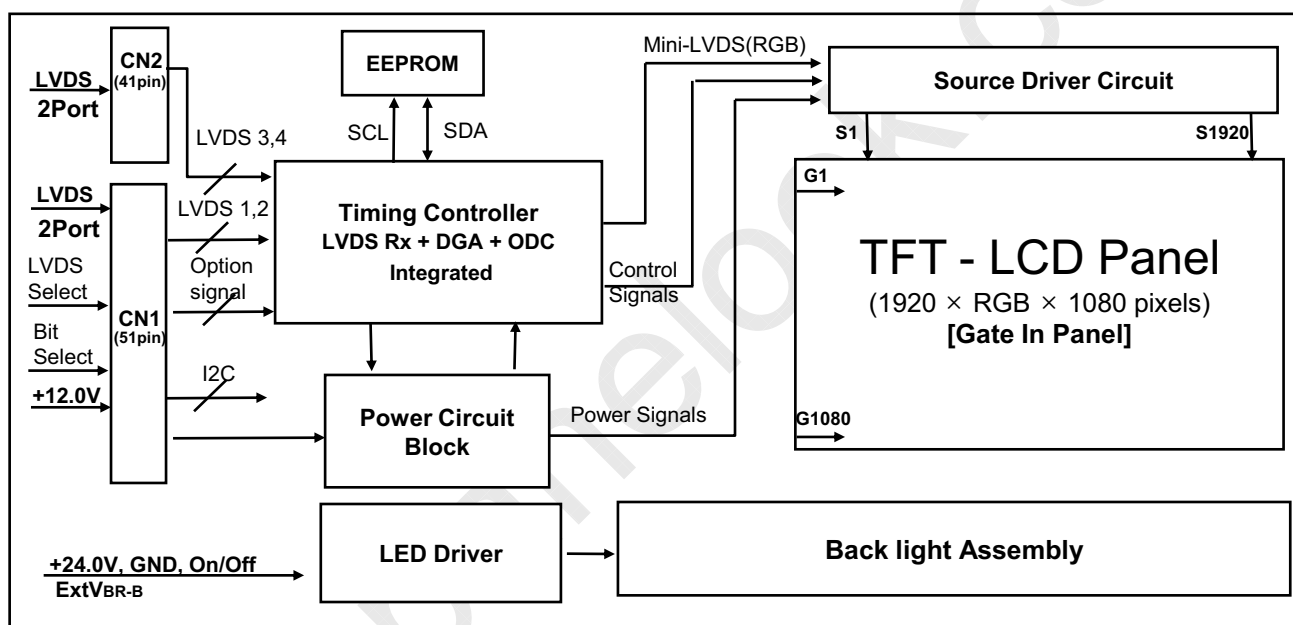 CN2
(41pin)
LVDS
2Port
EEPROM
SCL
SDA
Mini-LVDS(RGB)
Source Driver Circuit
S1
S1920
LVDS 3,4
LVDS
2Port
LVDS 1,2
LVDS
Select
Option
signal
CN1
(51pin)
Bit
Select
+12.0V
I2C
Timing Controller
LVDS Rx + DGA + ODC
Integrated
Control
Signals
G1
TFT - LCD Panel
(1920 × RGB × 1080 pixels)
[Gate In Panel]
G1080
Power Circuit
Block
Power Signals
+24.0V, GND, On/Off
ExtVBR-B
LED Driver
Back light Assembly